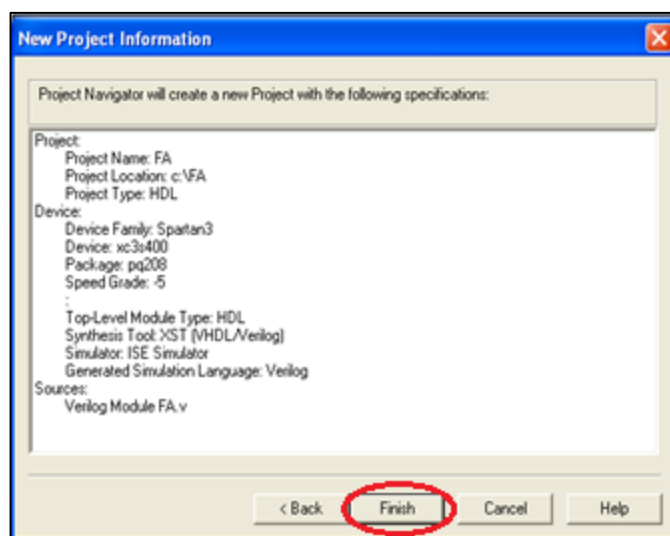 New Project Information
Project Navigator will create a new Project with the following specifications:
Project:
Project Name: FA
Project Location: c:\FA
Project Type: HDL
Device:
Device Family: Spartan3
Device: xc3s400
Package: pq208
Speed Grade: -5
:
Top-Level Module Type: HDL
Synthesis Tool: XST (VHDL/Verilog)
Simulator: ISE Simulator
Generated Simulation Language: Verilog
Sources:
Verilog Module FA.v
< Back Finish Cancel Help